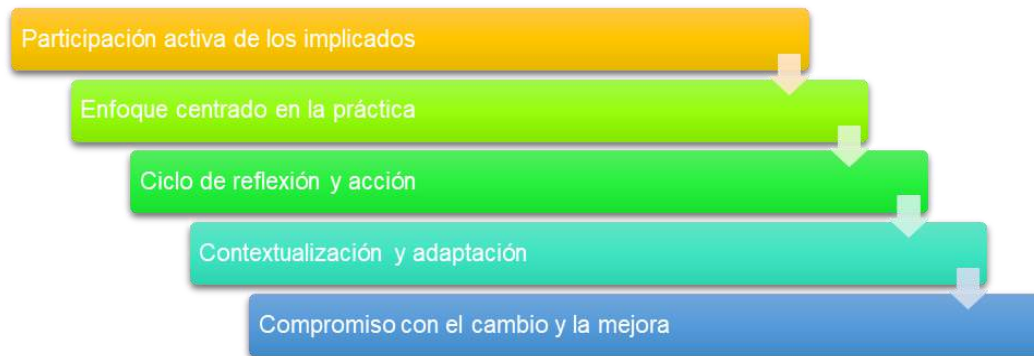 Participación activa de los implicados
Enfoque centrado en la práctica
Ciclo de reflexión y acción
Contextualización y adaptación
Compromiso con el cambio y la mejora